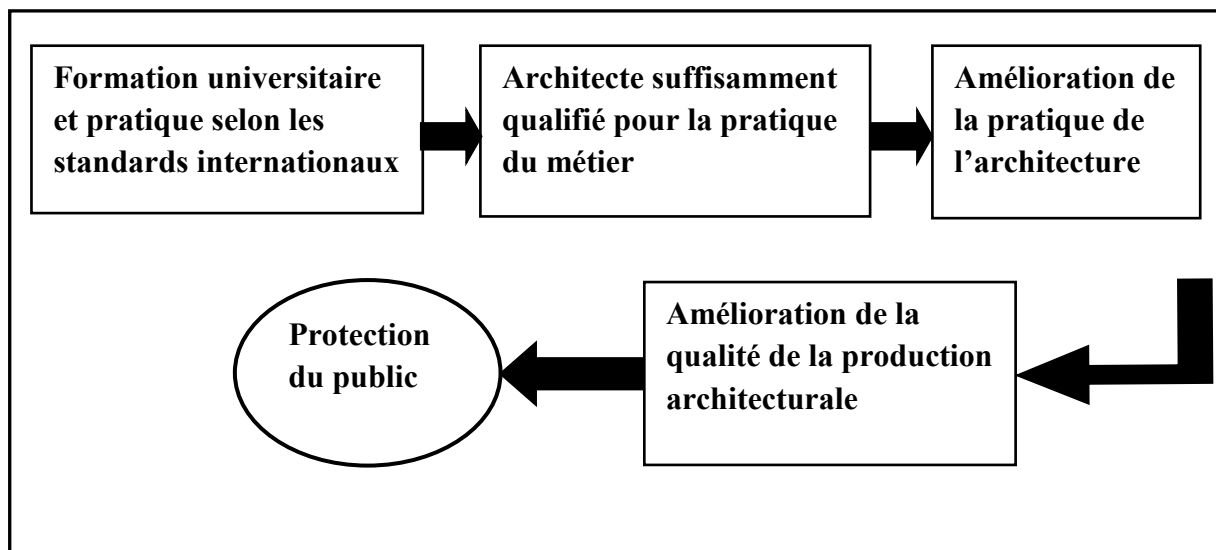 Formation universitaire
et pratique selon les
standards internationaux
Architecte suffisamment
qualifié pour la pratique
du métier
Amélioration de
la pratique de
l’architecture
Amélioration de la
qualité de la production
architecturale
Protection
du public